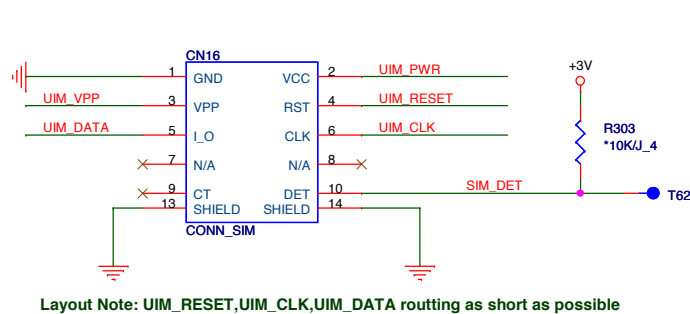 CN16
1 GND VCC 2 UIM_PWR
+3V
UIM_VPP 3 VPP RST 4 UIM_RESET
UIM_DATA 5 I_O CLK 6 UIM_CLK
R303
*10K/J_4
7 N/A N/A 8
9 CT DET 10 SIM_DET T62
13 SHIELD SHIELD 14
CONN_SIM
Layout Note: UIM_RESET,UIM_CLK,UIM_DATA routting as short as possible